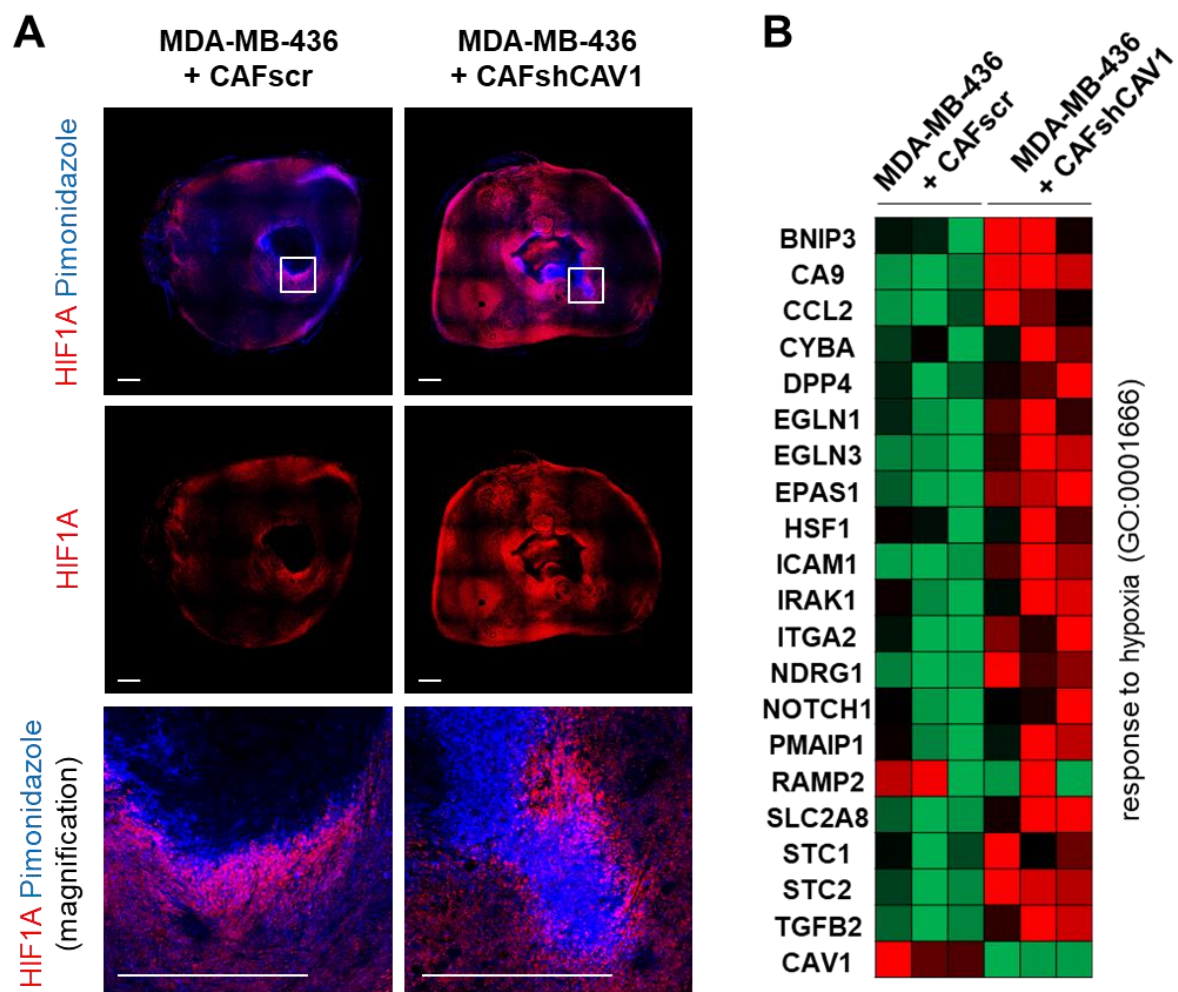 A
MDA-MB-436
+ CAFscr
MDA-MB-436
+ CAFshCAV1
HIF1A Pimonidazole
HIF1A
HIF1A Pimonidazole
(magnification)
B
MDA-MB-436
+ CAFscr
MDA-MB-436
+ CAFshCAV1
BNIP3
CA9
CCL2
CYBA
DPP4
EGLN1
EGLN3
EPAS1
HSF1
ICAM1
IRAK1
ITGA2
NDRG1
NOTCH1
PMAIP1
RAMP2
SLC2A8
STC1
STC2
TGFB2
CAV1
response to hypoxia (GO:0001666)